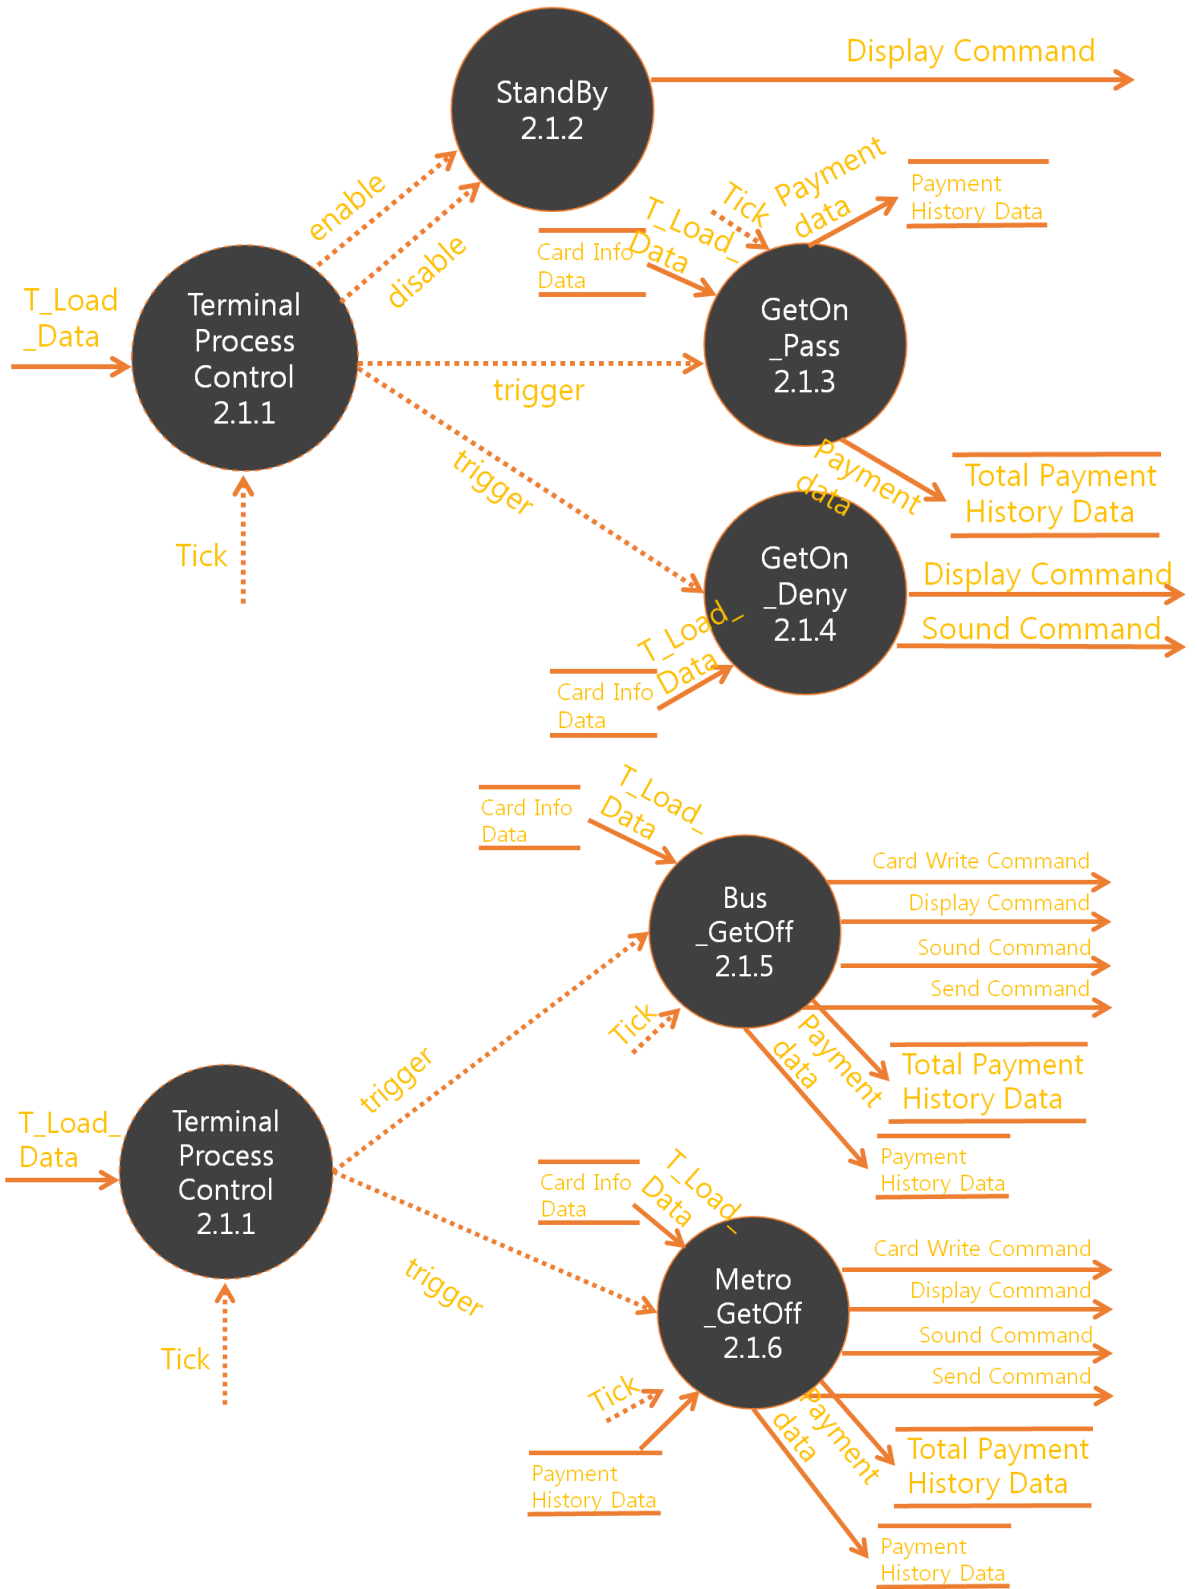 Display Command
StandBy
2.1.2
enable
disable
T_Load
_Data
Terminal
Process
Control
2.1.1
Tick
trigger
trigger
Card Info
Data
T_Load_
Data
Tick
Payment
data
Payment
History Data
GetOn
_Pass
2.1.3
Payment
data
Total Payment
History Data
GetOn
_Deny
2.1.4
Display Command
Sound Command
T_Load_
Data
Card Info
Data
Card Info
Data
T_Load_
Data
Bus
_GetOff
2.1.5
Card Write Command
Display Command
Sound Command
Send Command
Tick
Payment
data
Total Payment
History Data
Payment
History Data
trigger
T_Load_
Data
Terminal
Process
Control
2.1.1
Tick
trigger
Card Info
Data
T_Load_
Data
Metro
_GetOff
2.1.6
Card Write Command
Display Command
Sound Command
Send Command
Tick
Payment
History Data
Payment
data
Total Payment
History Data
Payment
History Data